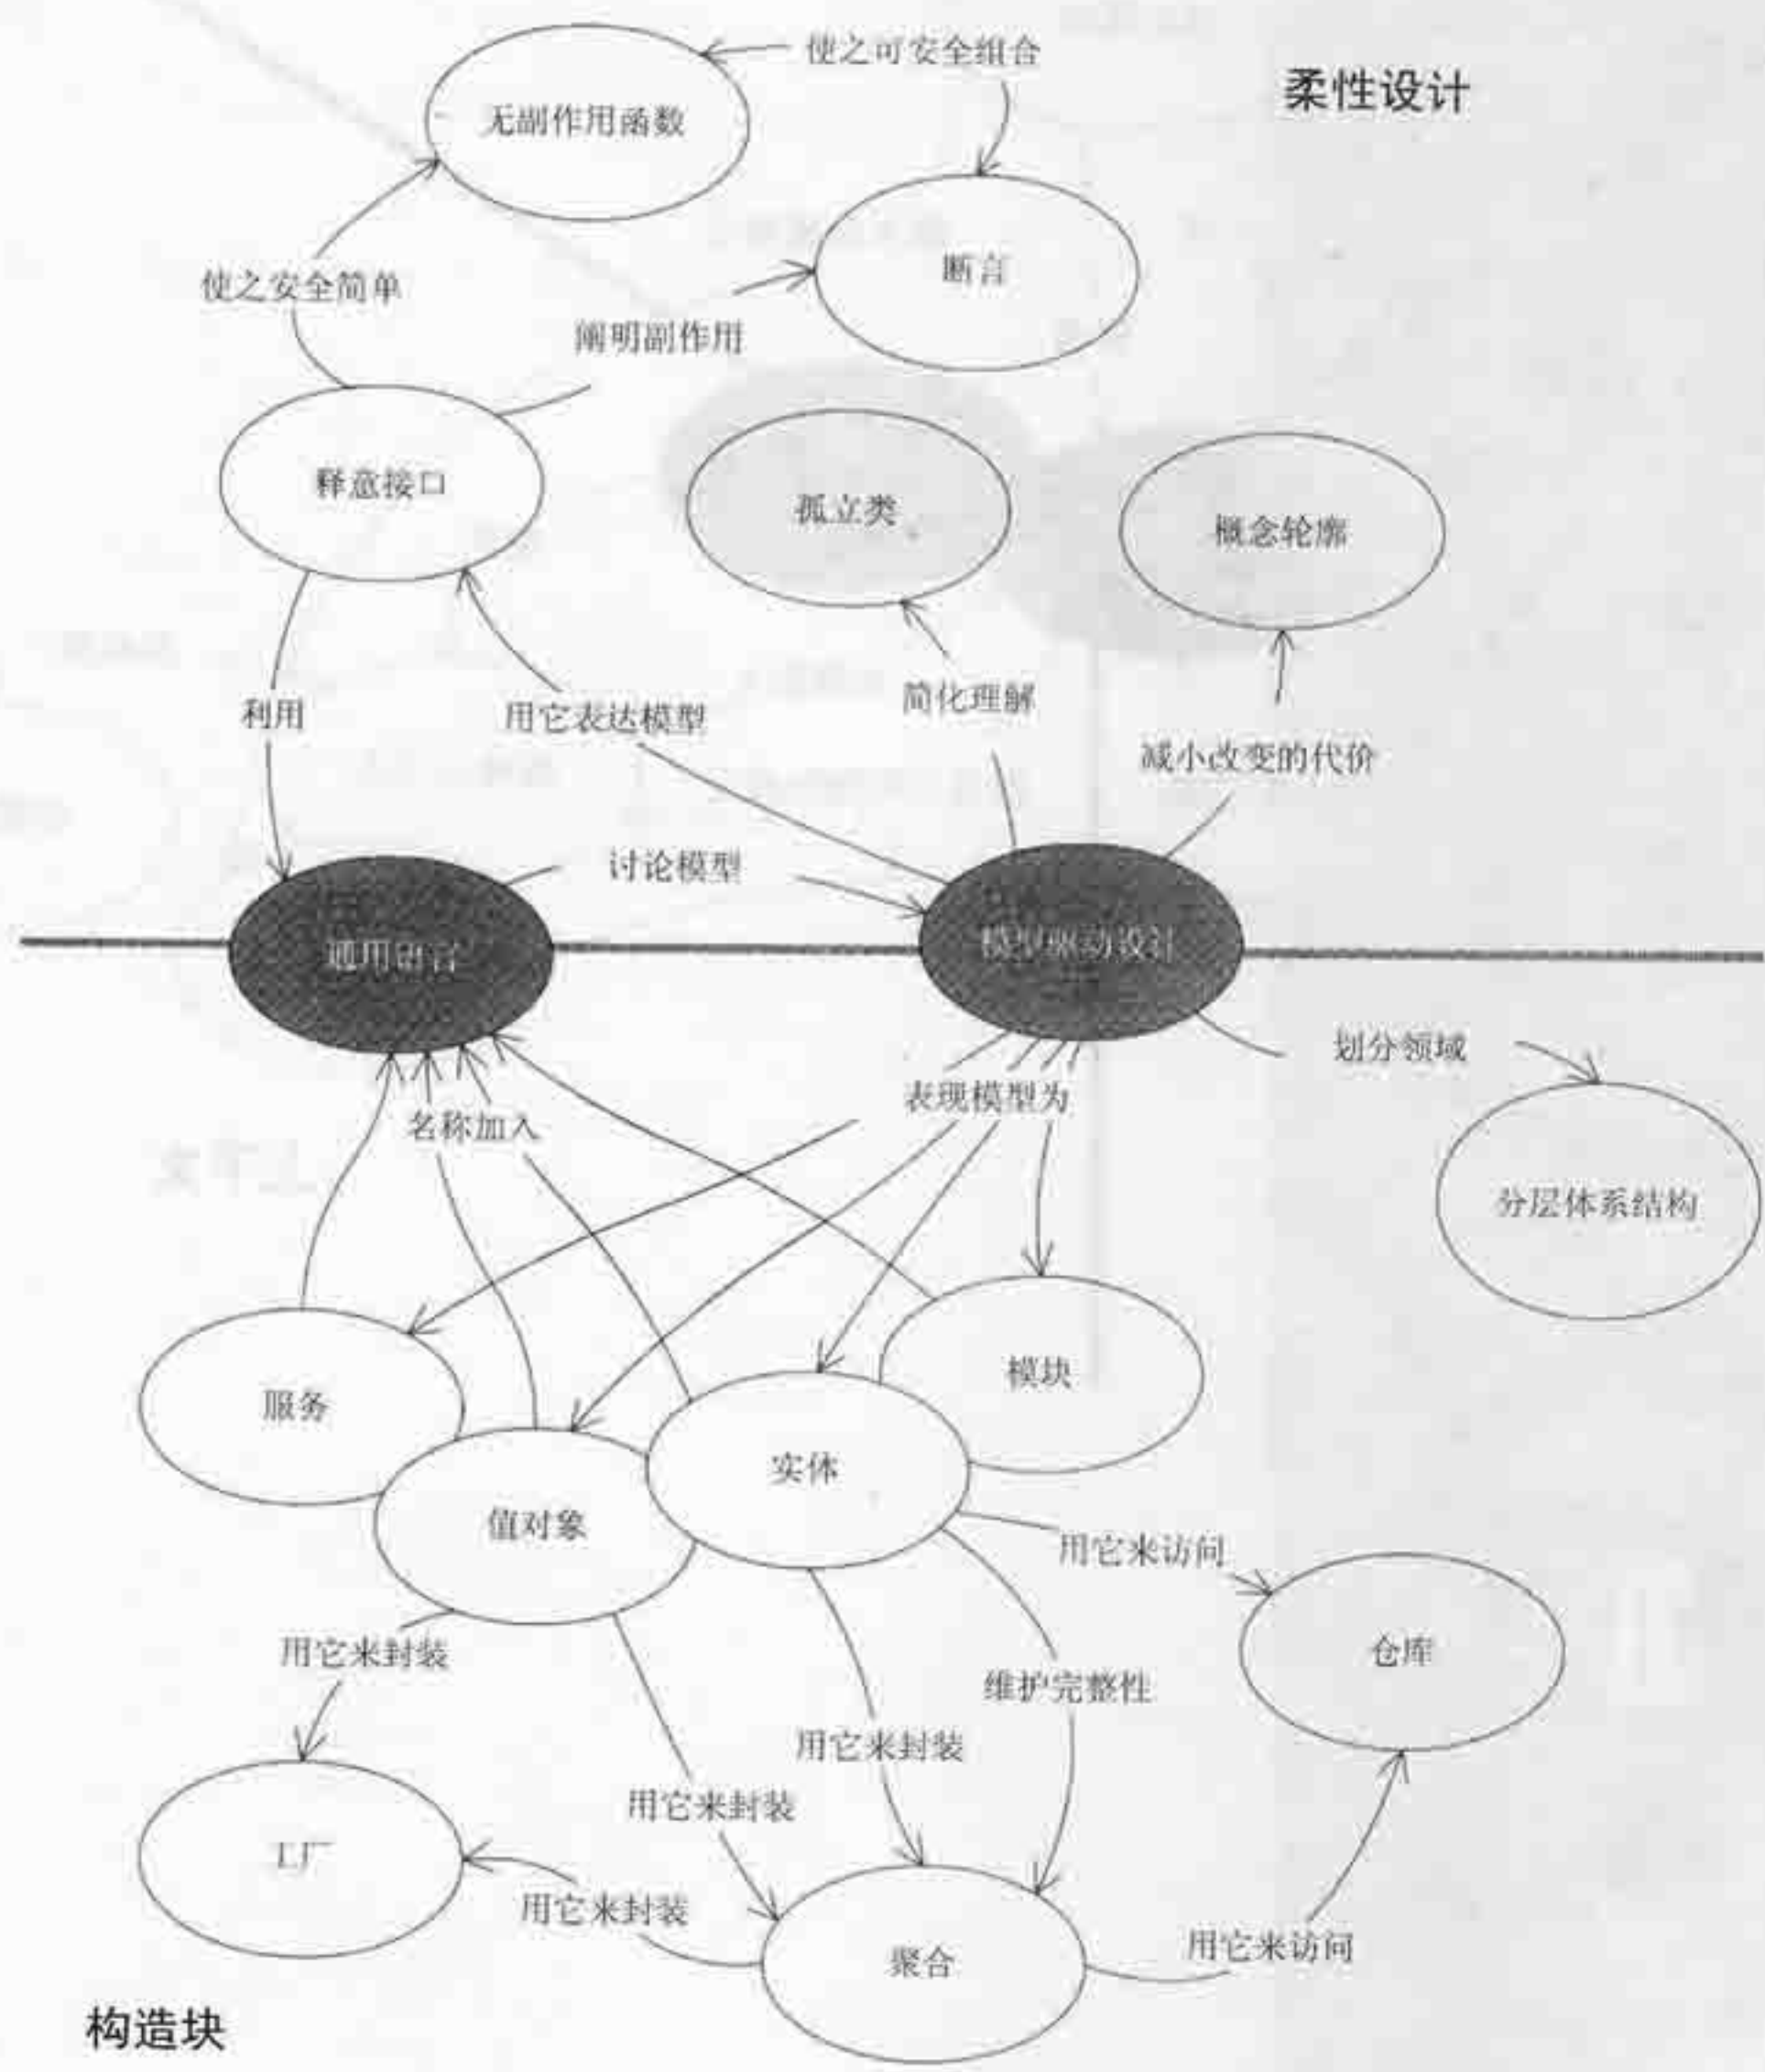 使之可安全组合
柔性设计
无副作用函数
断言
使之安全简单
阐明副作用
释意接口
孤立类
概念轮廓
简化理解
利用
用它表达模型
减小改变的代价
讨论模型
通用语言
模型驱动设计
划分领域
表现模型为
名称加入
分层体系结构
模块
服务
实体
值对象
用它来访问
用它来封装
仓库
维护完整性
用它来封装
用它来封装
工厂
用它来封装
用它来访问
聚合
构造块